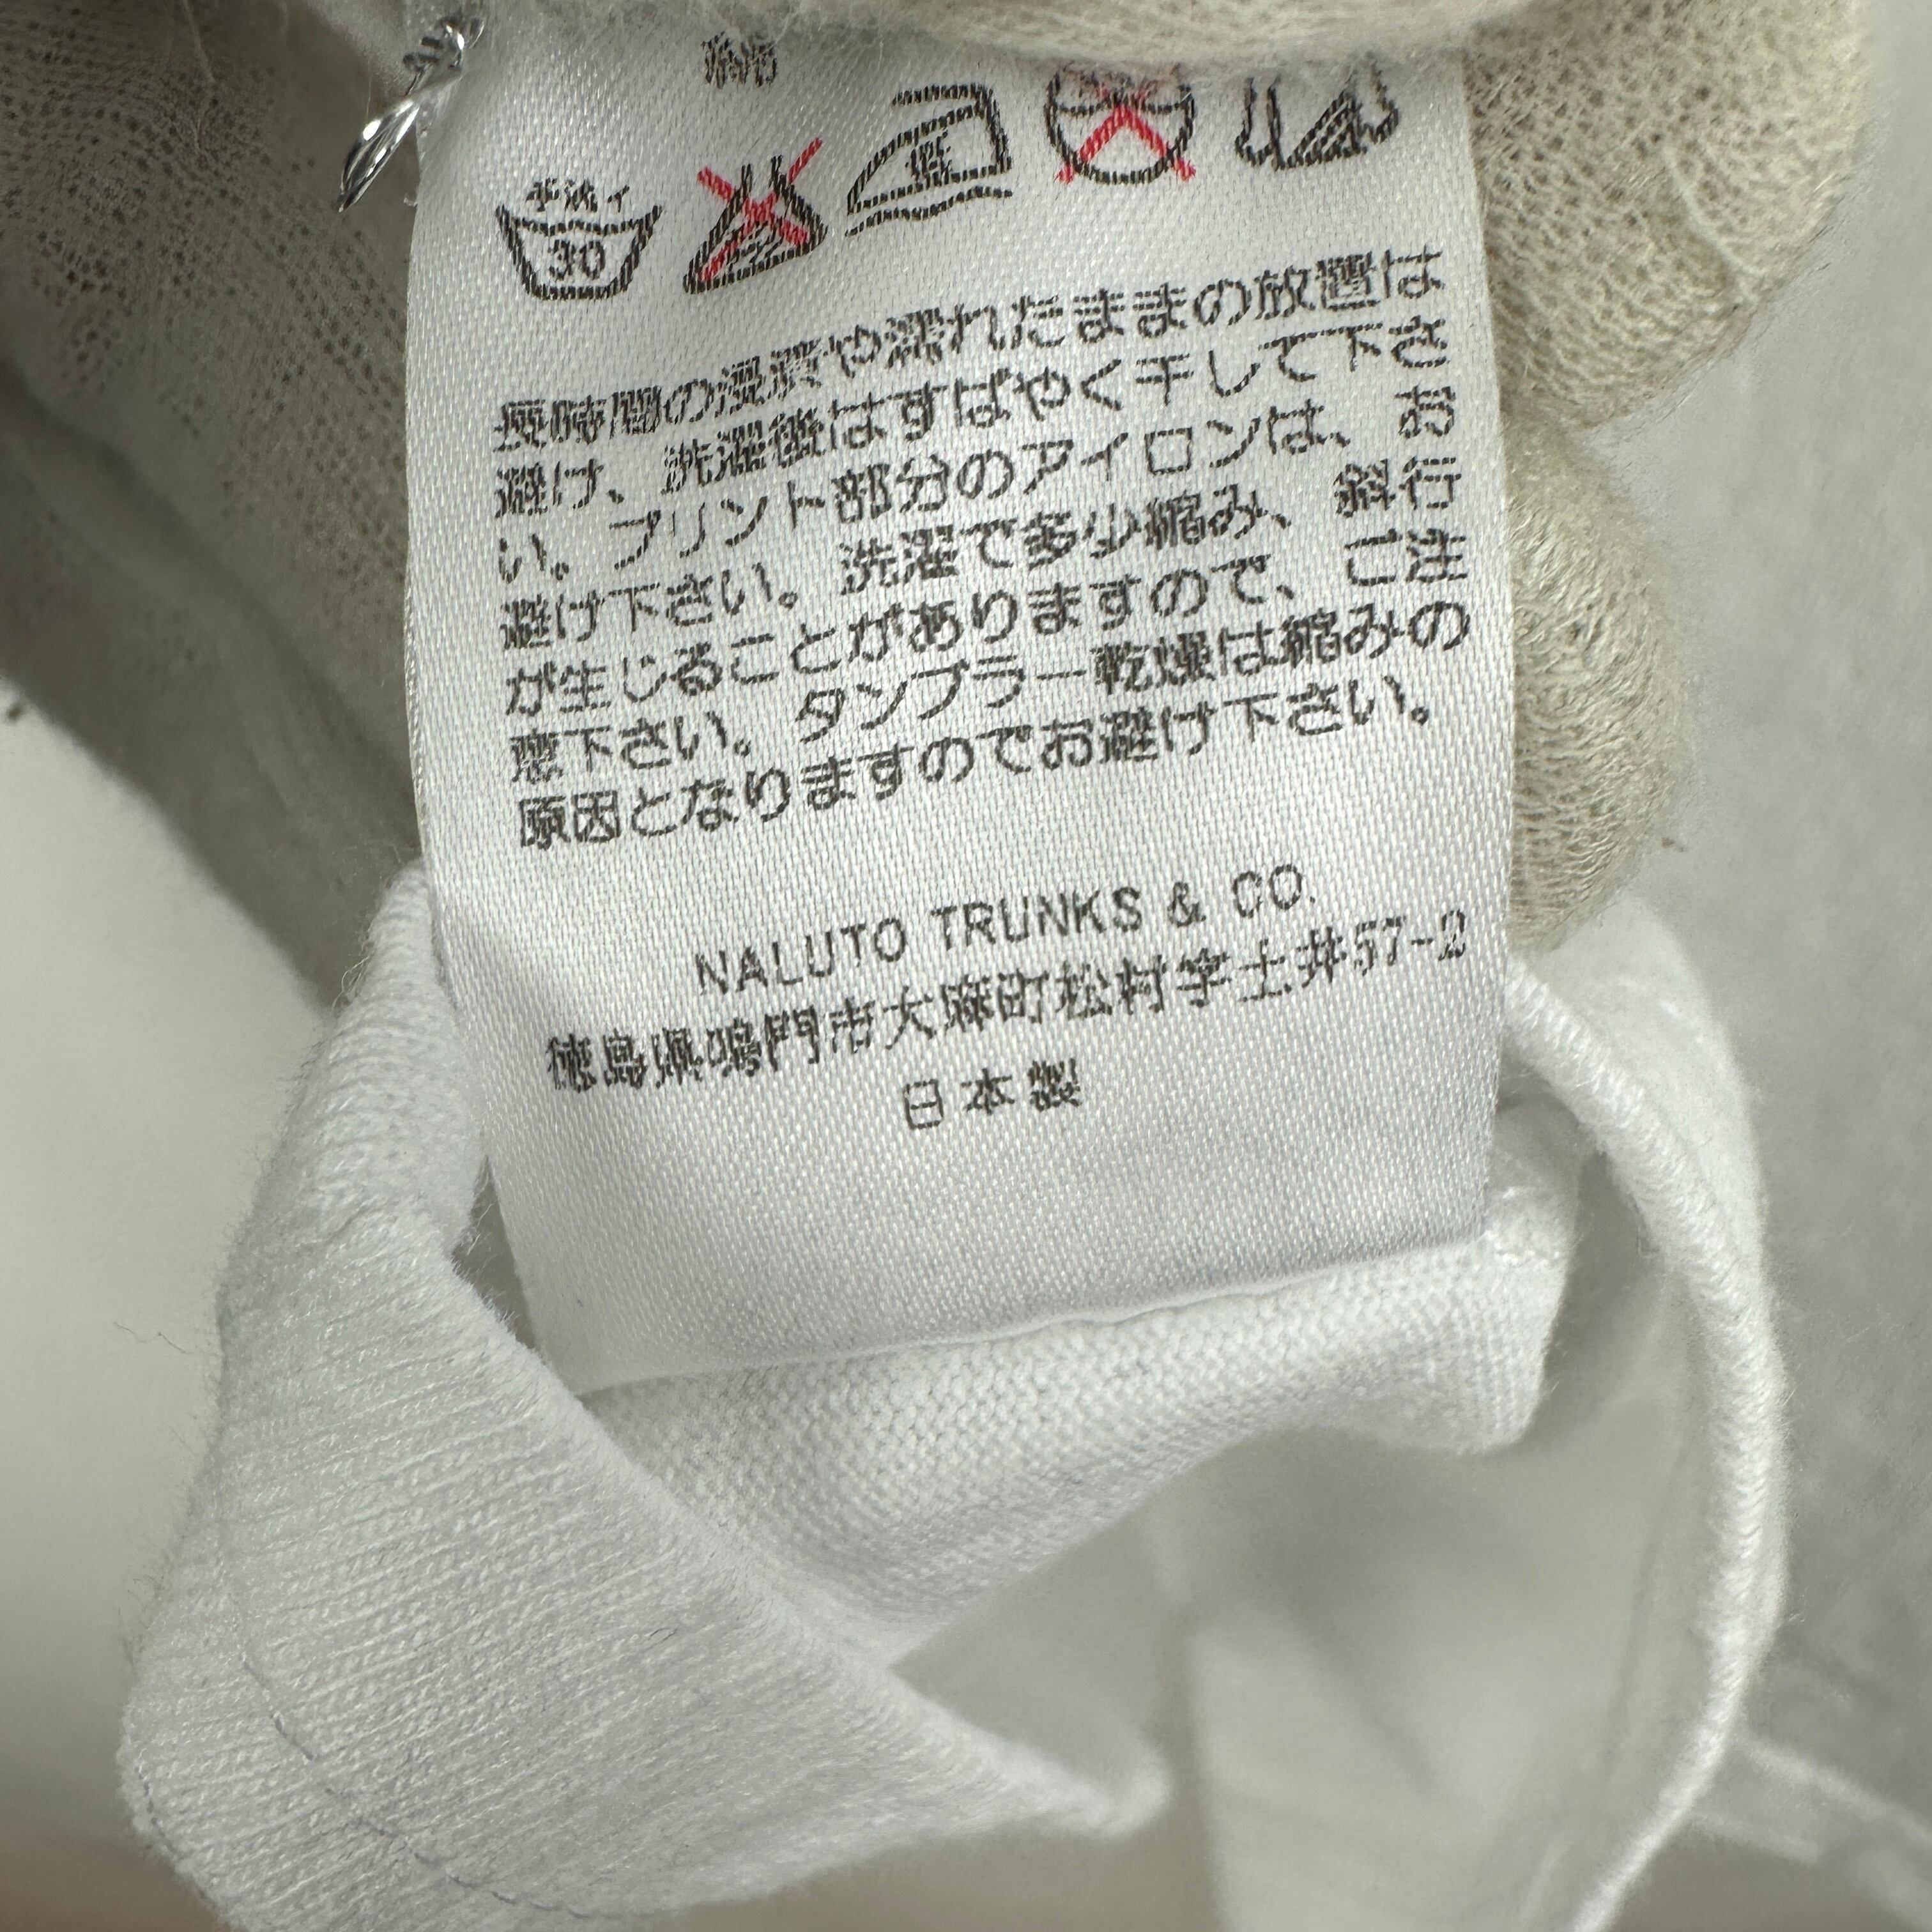 手洗イ
30
低
長時間の浸漬や濡れたままの放置は
避け、洗濯後はすばやく干して下さ
い。プリント部分のアイロンは、お
避け下さい。洗濯で多少縮み、斜行
が生じることがありますので、ご注
意下さい。タンブラー乾燥は縮みの
原因となりますのでお避け下さい。
NALUTO TRUNKS & CO.
徳島県鳴門市大麻町松村字土井57-2
日本製